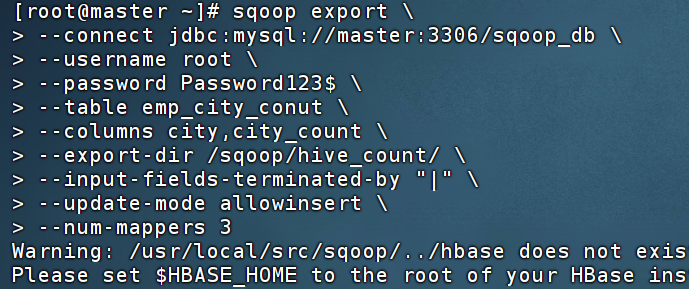 [root@master ~]# sqoop export \
> --connect jdbc:mysql://master:3306/sqoop_db \
> --username root \
> --password Password123$ \
> --table emp_city_conut \
> --columns city,city_count \
> --export-dir /sqoop/hive_count/ \
> --input-fields-terminated-by "|" \
> --update-mode allowinsert \
> --num-mappers 3
Warning: /usr/local/src/sqoop/../hbase does not exis
Please set $HBASE_HOME to the root of your HBase ins